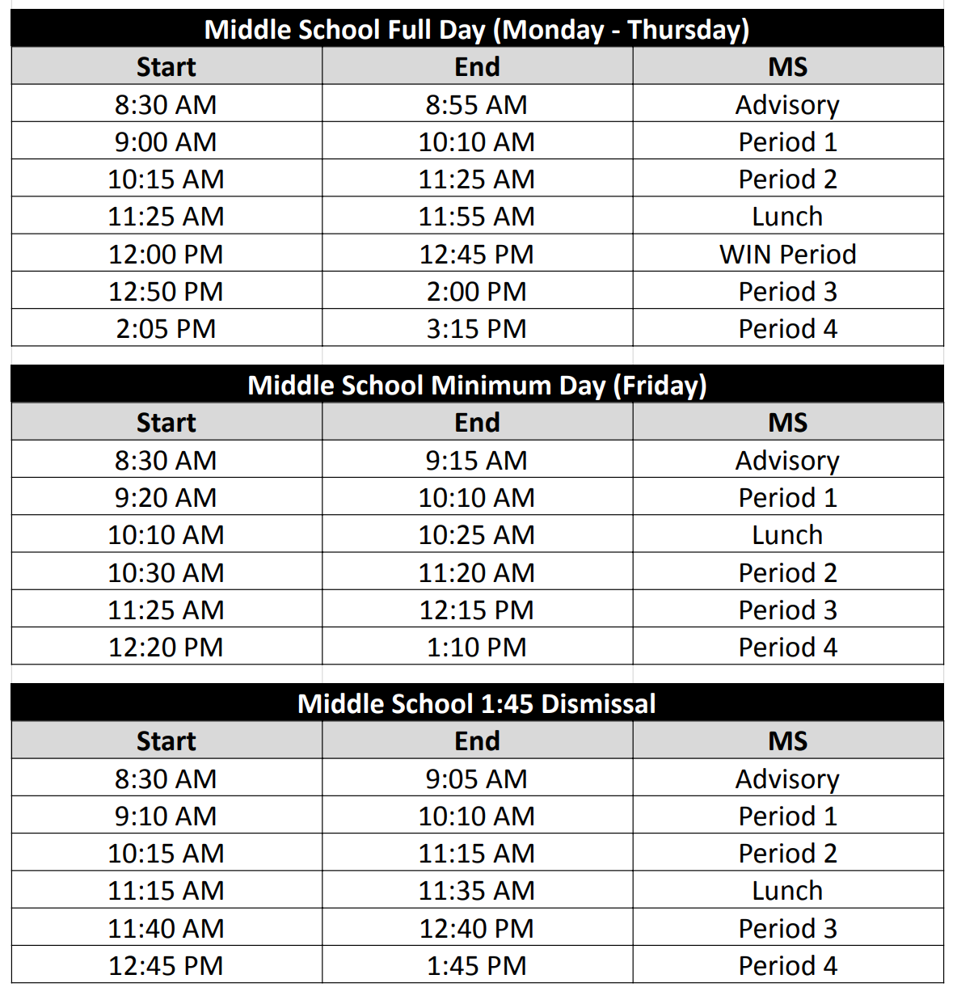 Middle School Full Day (Monday - Thursday)
Start End MS
8:30 AM 8:55 AM Advisory
9:00 AM 10:10 AM Period 1
10:15 AM 11:25 AM Period 2
11:25 AM 11:55 AM Lunch
12:00 PM 12:45 PM WIN Period
12:50 PM 2:00 PM Period 3
2:05 PM 3:15 PM Period 4
Middle School Minimum Day (Friday)
Start End MS
8:30 AM 9:15 AM Advisory
9:20 AM 10:10 AM Period 1
10:10 AM 10:25 AM Lunch
10:30 AM 11:20 AM Period 2
11:25 AM 12:15 PM Period 3
12:20 PM 1:10 PM Period 4
Middle School 1:45 Dismissal
Start End MS
8:30 AM 9:05 AM Advisory
9:10 AM 10:10 AM Period 1
10:15 AM 11:15 AM Period 2
11:15 AM 11:35 AM Lunch
11:40 AM 12:40 PM Period 3
12:45 PM 1:45 PM Period 4